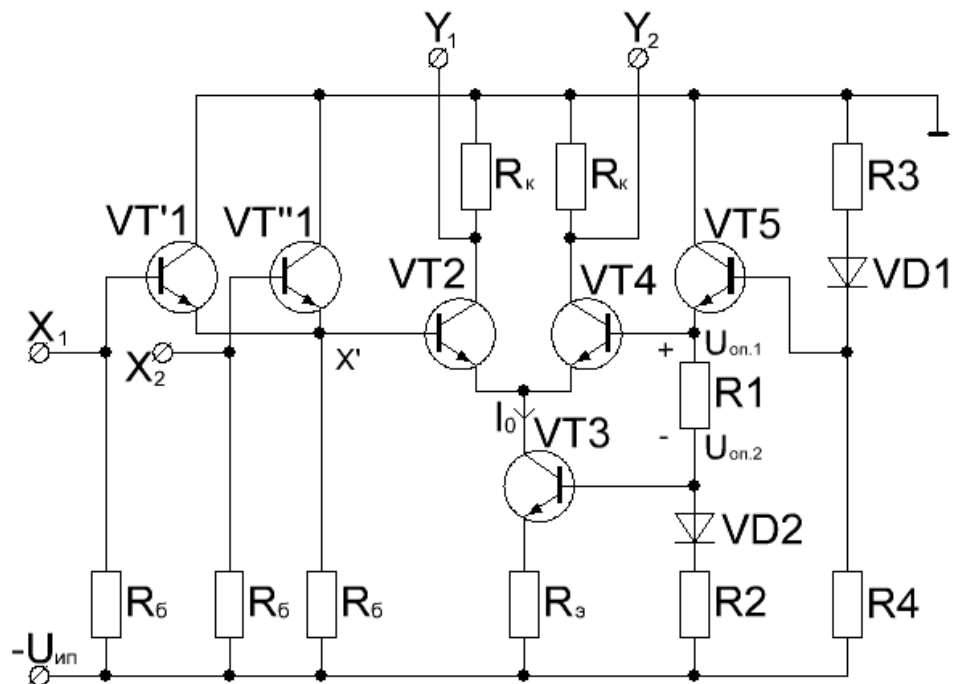 Y₁ Y₂
Rк Rк R3
VT'1 VT"1 VT5
VT2 VT4 VD1
X₁ X₂ X' + Uоп.1
R1
I₀ VT3 - Uоп.2
VD2
Rб Rб Rб Rэ R2 R4
-Uип